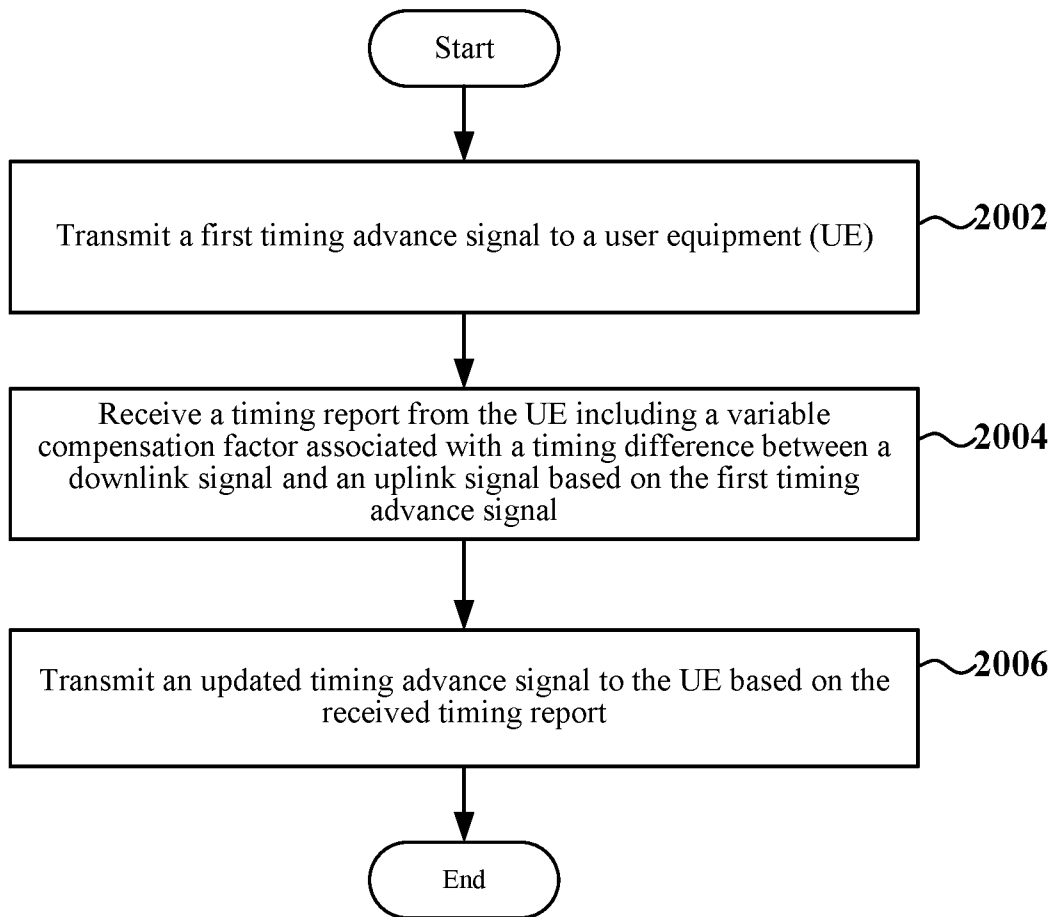 Start
Transmit a first timing advance signal to a user equipment (UE)
2002
Receive a timing report from the UE including a variable
compensation factor associated with a timing difference between a
downlink signal and an uplink signal based on the first timing
advance signal
2004
Transmit an updated timing advance signal to the UE based on the
received timing report
2006
End